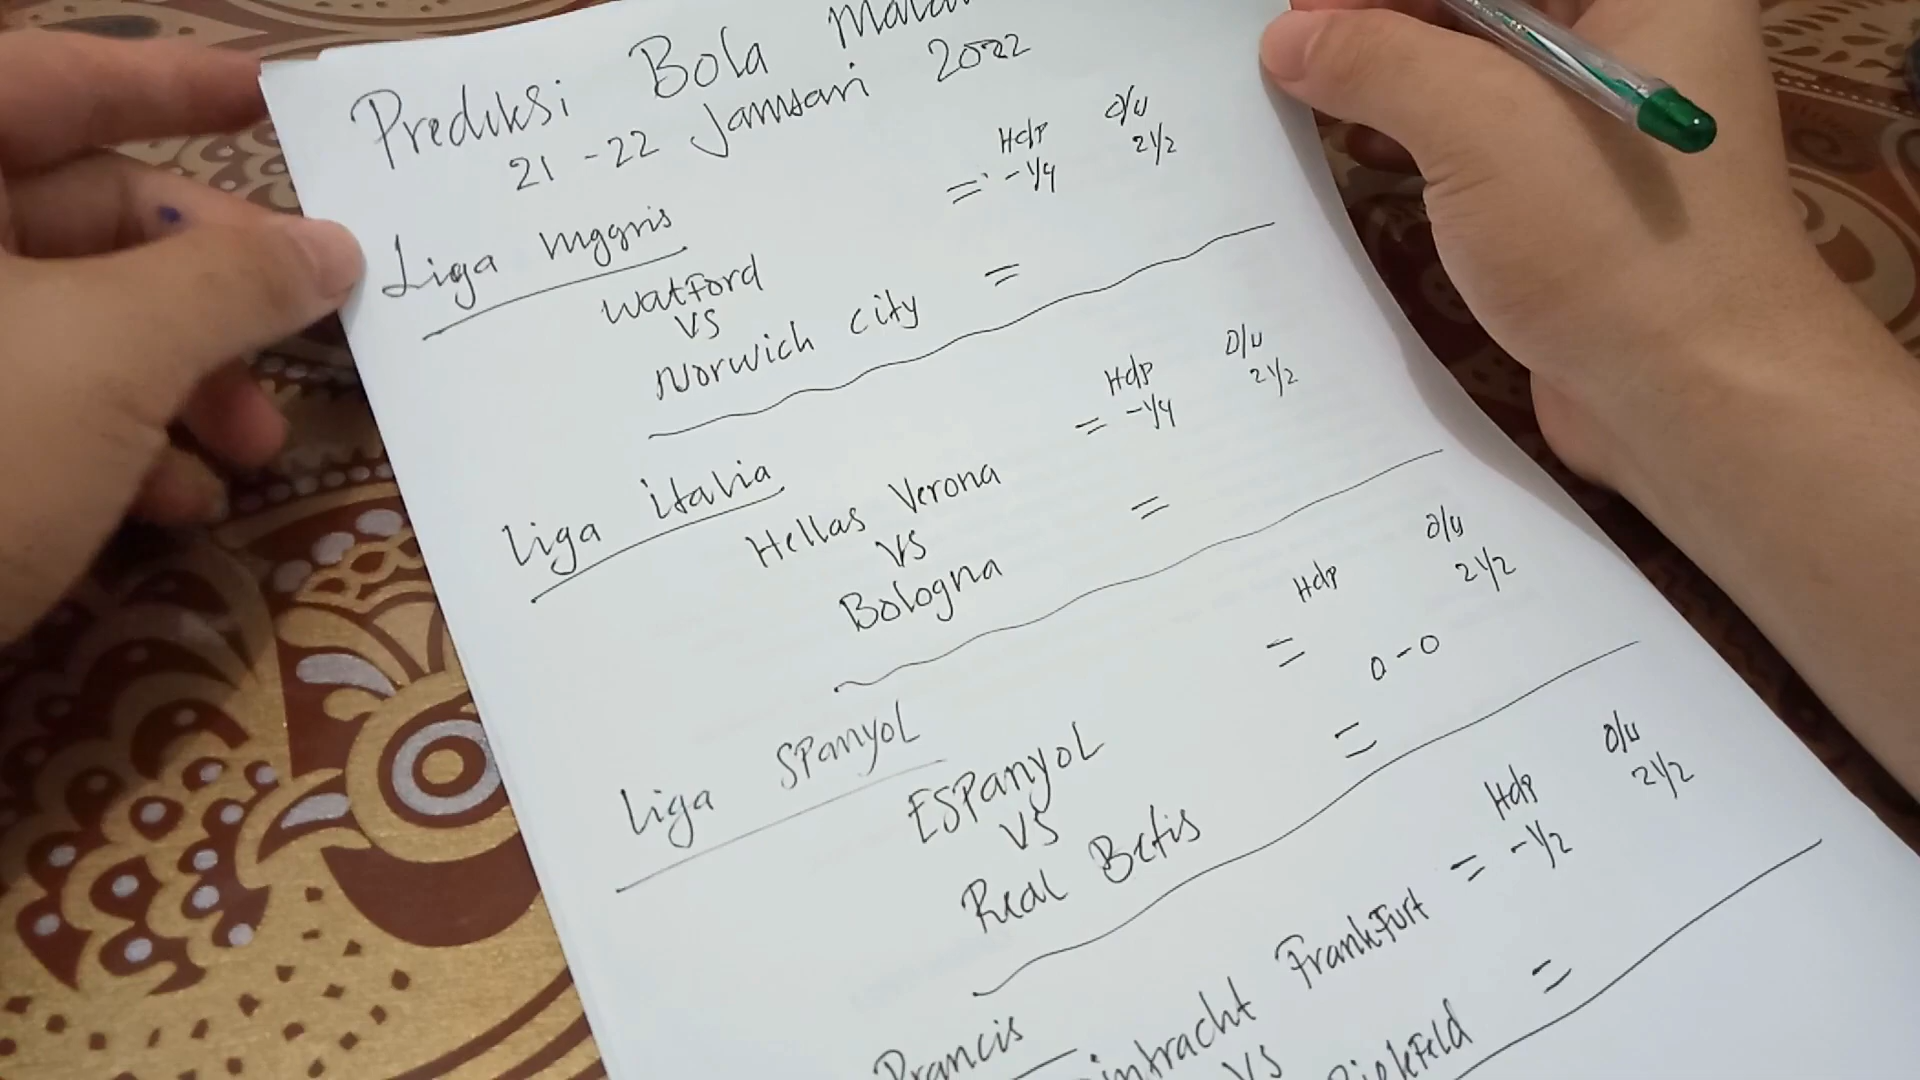 Prediksi Bola
21 - 22 Januari 2022
Hdp O/U
Liga Inggris = -1/4 2 1/2
Watford
VS
Norwich city =
Hdp O/U
= -1/4 2 1/2
Liga italia
Hellas Verona
VS
Bologna =
Hdp O/U
2 1/2
= 0-0
Liga SPanyoL
ESPanyoL =
VS
Real Betis
Hdp O/U
= -1/2 2 1/2
Prancis
Frankfurt
VS =